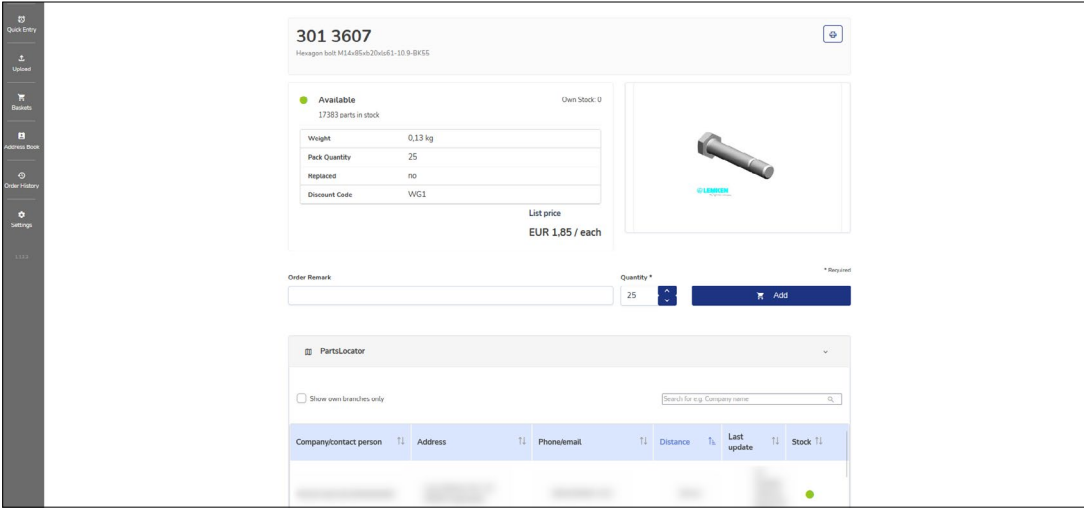 Quick Entry
Upload
Baskets
Address Book
Order History
Settings
301 3607
Hexagon bolt M14x85xb20xlc61-10.9-BK55
Available
Own Stock: 0
17383 parts in stock
Weight 0,13 kg
Pack Quantity 25
Replaced no
Discount Code WG1
List price
EUR 1,85 / each
LEMKEN
* Required
Order Remark
Quantity *
25
Add
PartsLocator
Show own branches only
Search for e.g. Company name
Company/contact person Address Phone/email Distance Last update Stock